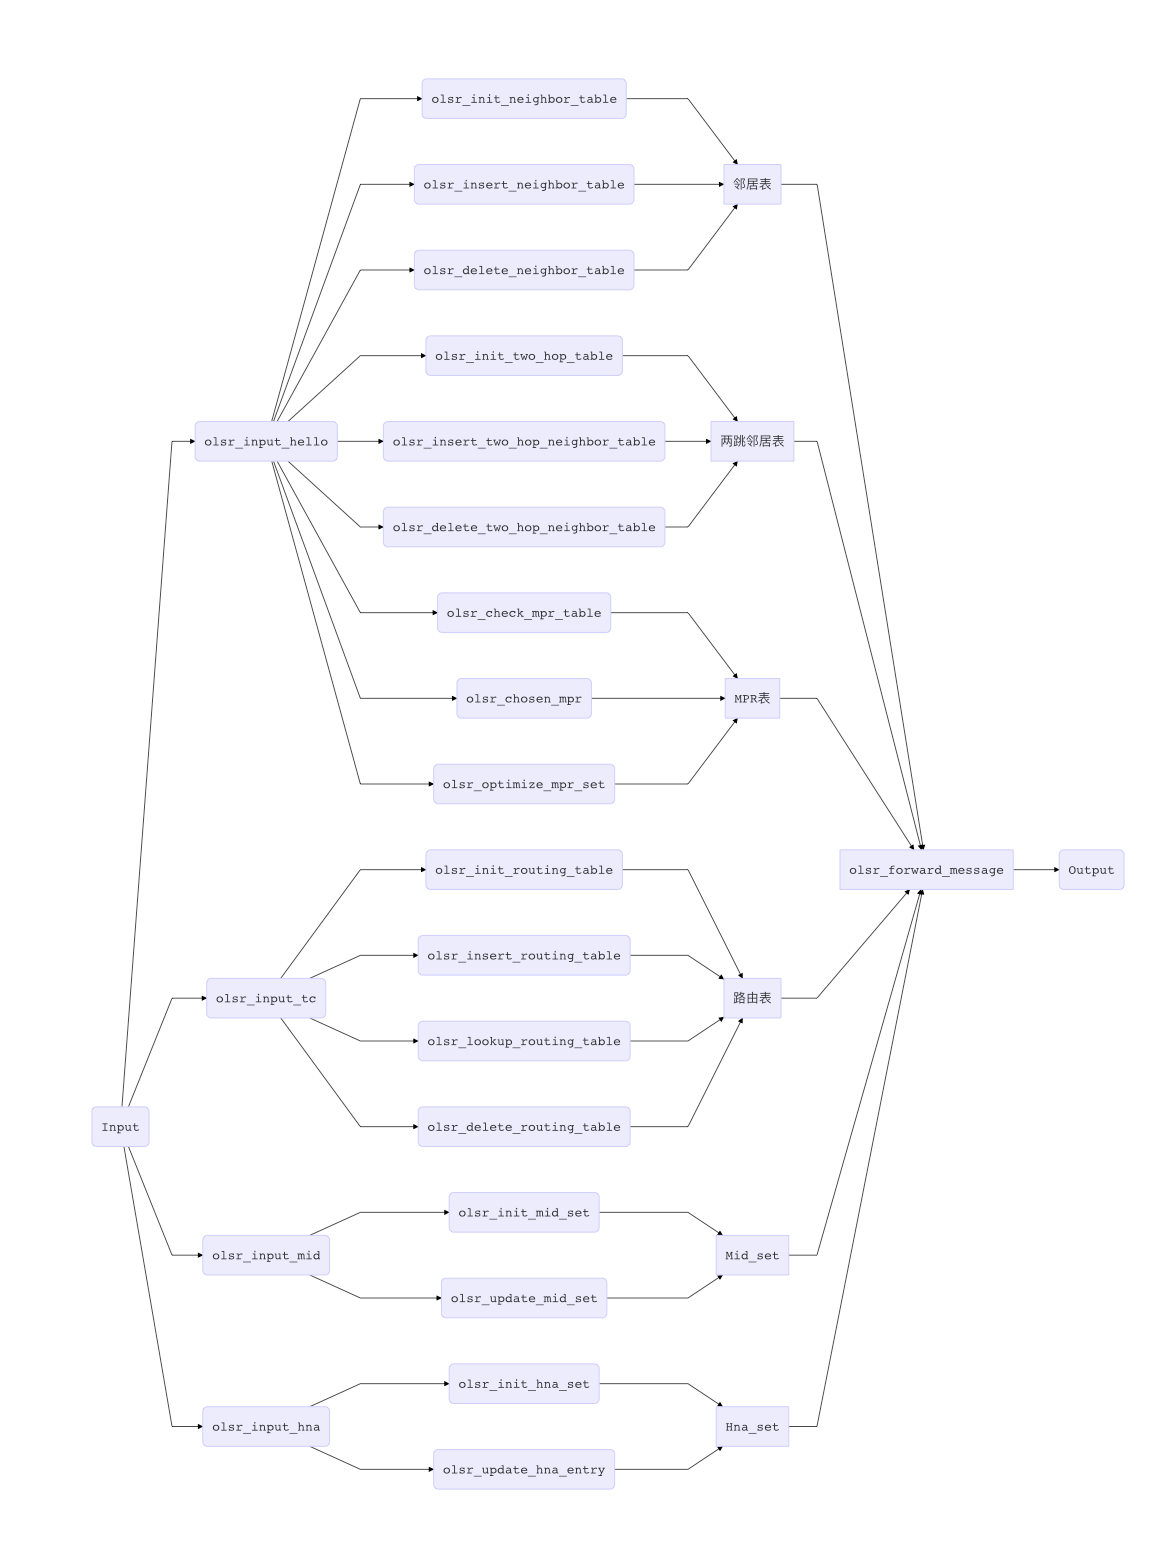 olsr_init_neighbor_table
olsr_insert_neighbor_table
邻居表
olsr_delete_neighbor_table
olsr_init_two_hop_table
olsr_input_hello
olsr_insert_two_hop_neighbor_table
两跳邻居表
olsr_delete_two_hop_neighbor_table
olsr_check_mpr_table
olsr_chosen_mpr
MPR表
olsr_optimize_mpr_set
olsr_init_routing_table
olsr_forward_message
Output
olsr_insert_routing_table
olsr_input_tc
路由表
olsr_lookup_routing_table
Input
olsr_delete_routing_table
olsr_init_mid_set
olsr_input_mid
Mid_set
olsr_update_mid_set
olsr_init_hna_set
olsr_input_hna
Hna_set
olsr_update_hna_entry